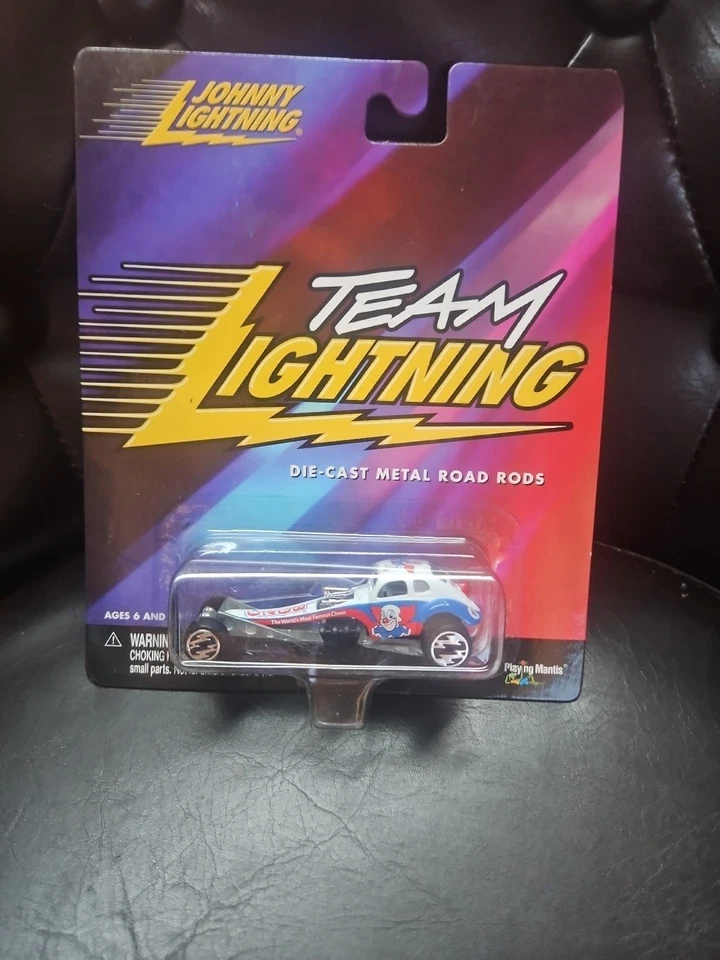 JOHNNY
LIGHTNING®
TEAM
LIGHTNING
DIE-CAST METAL ROAD RODS
The World's Most Famous Clown
AGES 6 AND
WARNIN
CHOKING
small parts.
Playing Mantis